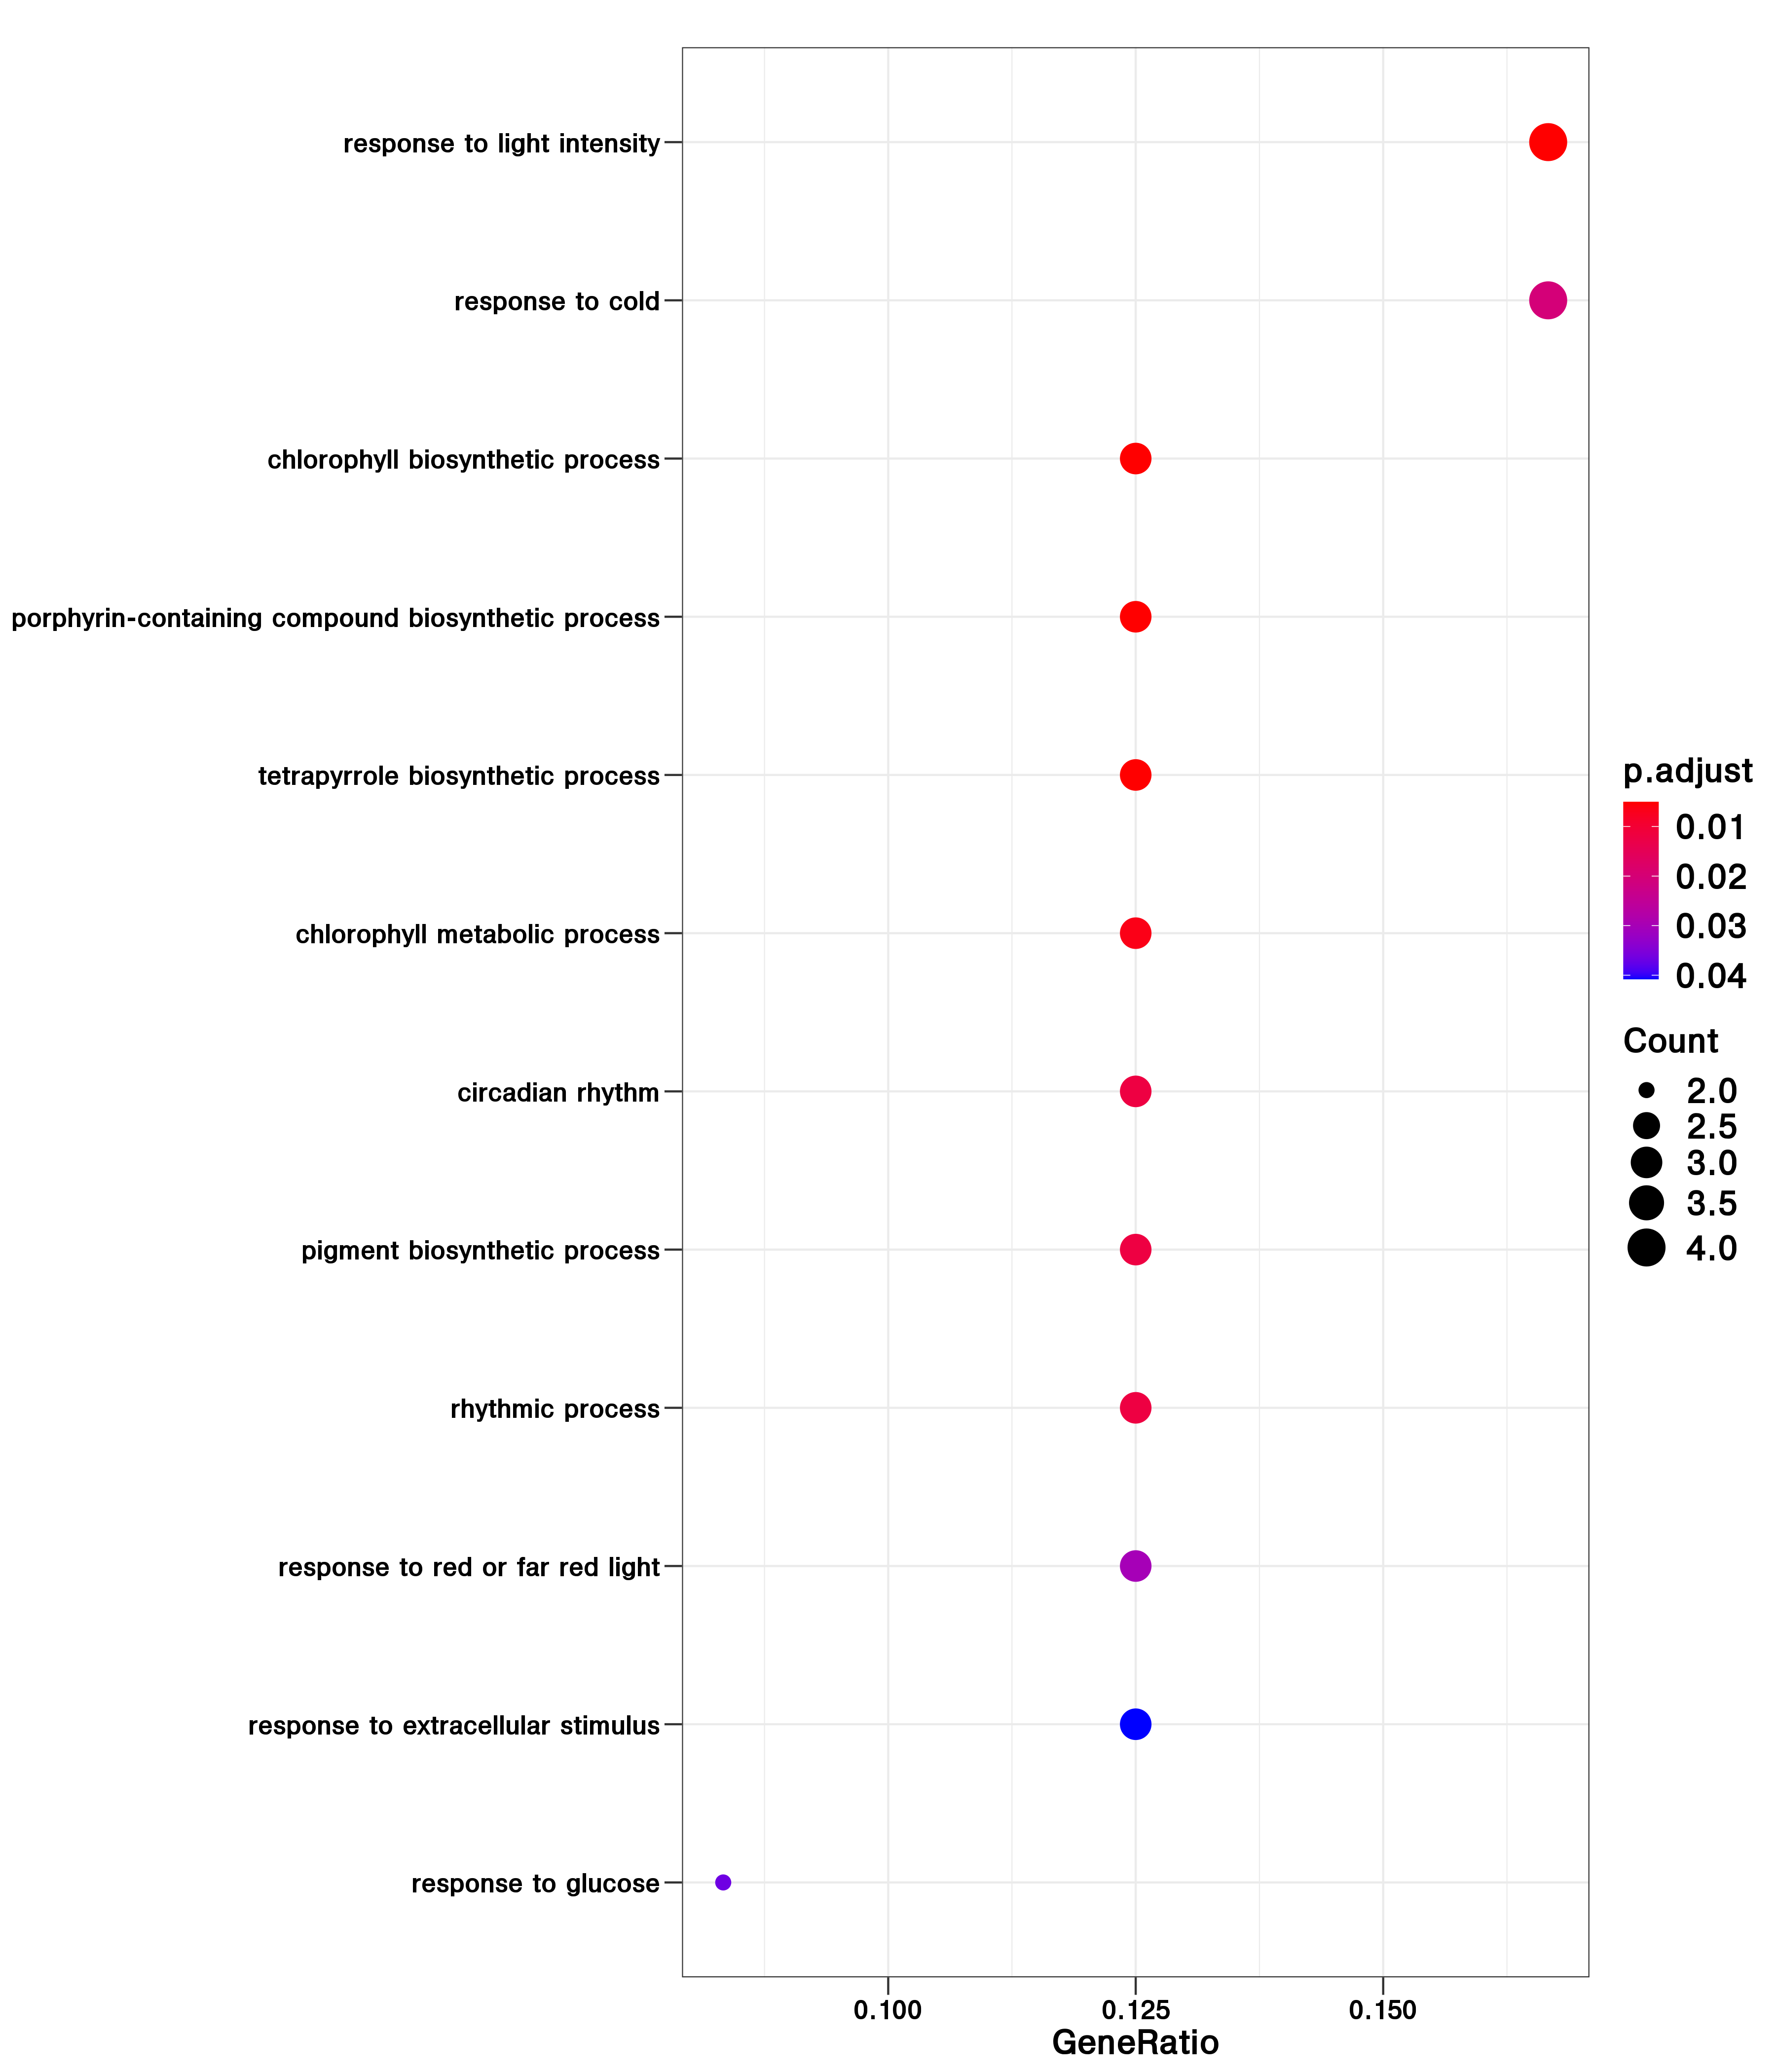 response to light intensity
response to cold
chlorophyll biosynthetic process
porphyrin-containing compound biosynthetic process
tetrapyrrole biosynthetic process
chlorophyll metabolic process
circadian rhythm
pigment biosynthetic process
rhythmic process
response to red or far red light
response to extracellular stimulus
response to glucose
0.100 0.125 0.150
GeneRatio
p.adjust
0.01
0.02
0.03
0.04
Count
2.0
2.5
3.0
3.5
4.0